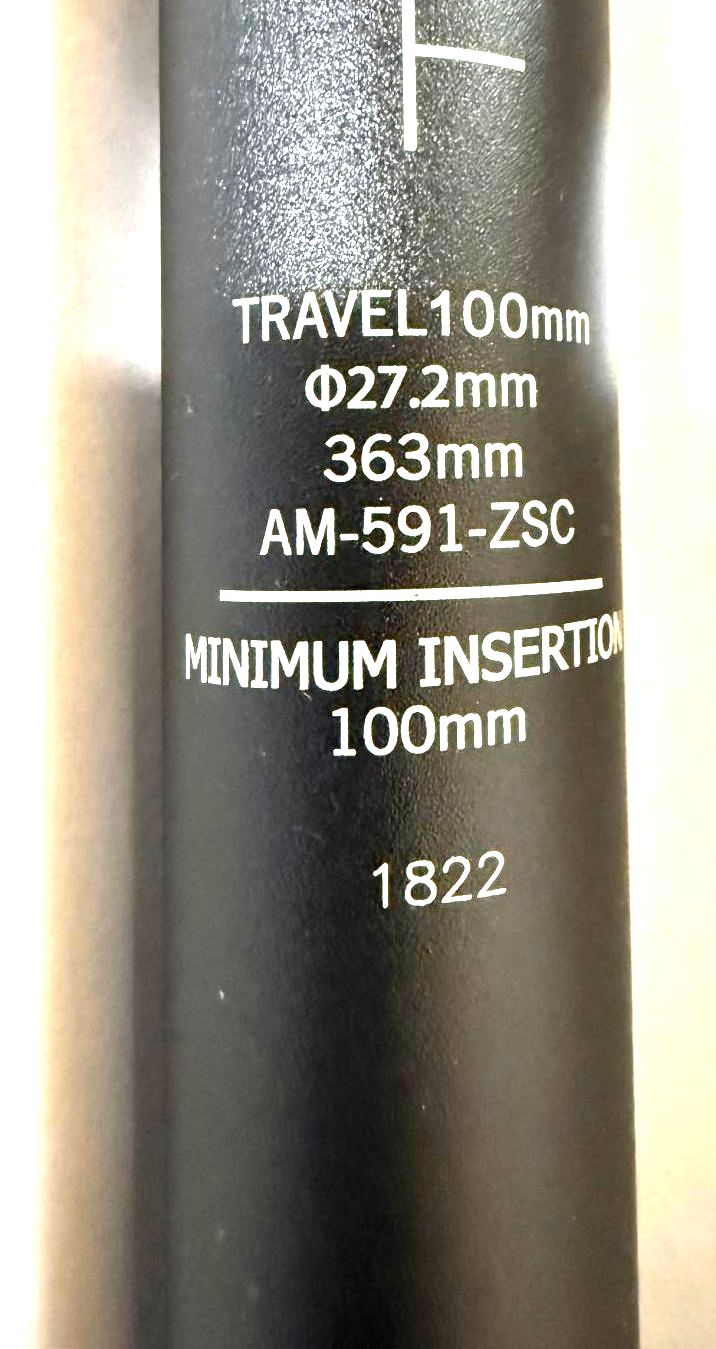 TRAVEL100mm
Φ27.2mm
363mm
AM-591-ZSC
MINIMUM INSERTION
100mm
1822